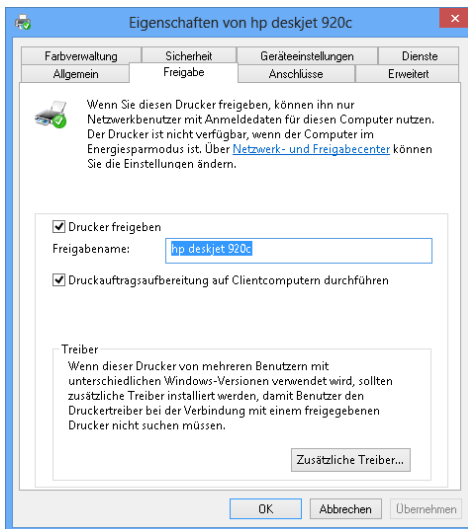 Eigenschaften von hp deskjet 920c
Farbverwaltung Sicherheit Geräteeinstellungen Dienste
Allgemein Freigabe Anschlüsse Erweitert
Wenn Sie diesen Drucker freigeben, können ihn nur
Netzwerkbenutzer mit Anmeldedaten für diesen Computer nutzen.
Der Drucker ist nicht verfügbar, wenn der Computer im
Energiesparmodus ist. Über Netzwerk- und Freigabecenter können
Sie die Einstellungen ändern.
Drucker freigeben
Freigabename: hp deskjet 920c
Druckauftragsaufbereitung auf Clientcomputern durchführen
Treiber
Wenn dieser Drucker von mehreren Benutzern mit
unterschiedlichen Windows-Versionen verwendet wird, sollten
zusätzliche Treiber installiert werden, damit Benutzer den
Druckertreiber bei der Verbindung mit einem freigegebenen
Drucker nicht suchen müssen.
Zusätzliche Treiber...
OK Abbrechen Übernehmen